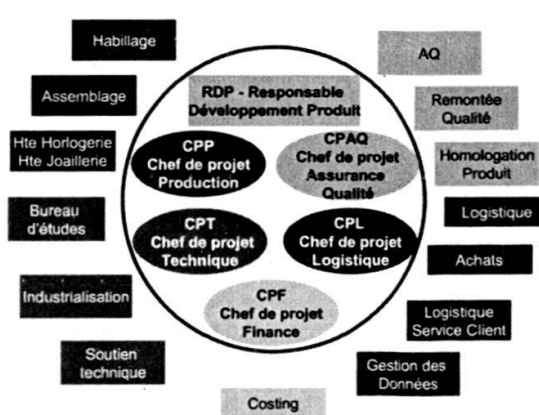 Habillage
AQ
RDP - Responsable
Développement Produit
Assemblage
Remontée
Qualité
Hte Horlogerie
Hte Joaillerie
CPP
Chef de projet
Production
CPAQ
Chef de projet
Assurance
Qualité
Homologation
Produit
Bureau
d'études
CPT
Chef de projet
Technique
CPL
Chef de projet
Logistique
Logistique
Achats
Industrialisation
CPF
Chef de projet
Finance
Logistique
Service Client
Soutien
technique
Gestion des
Données
Costing